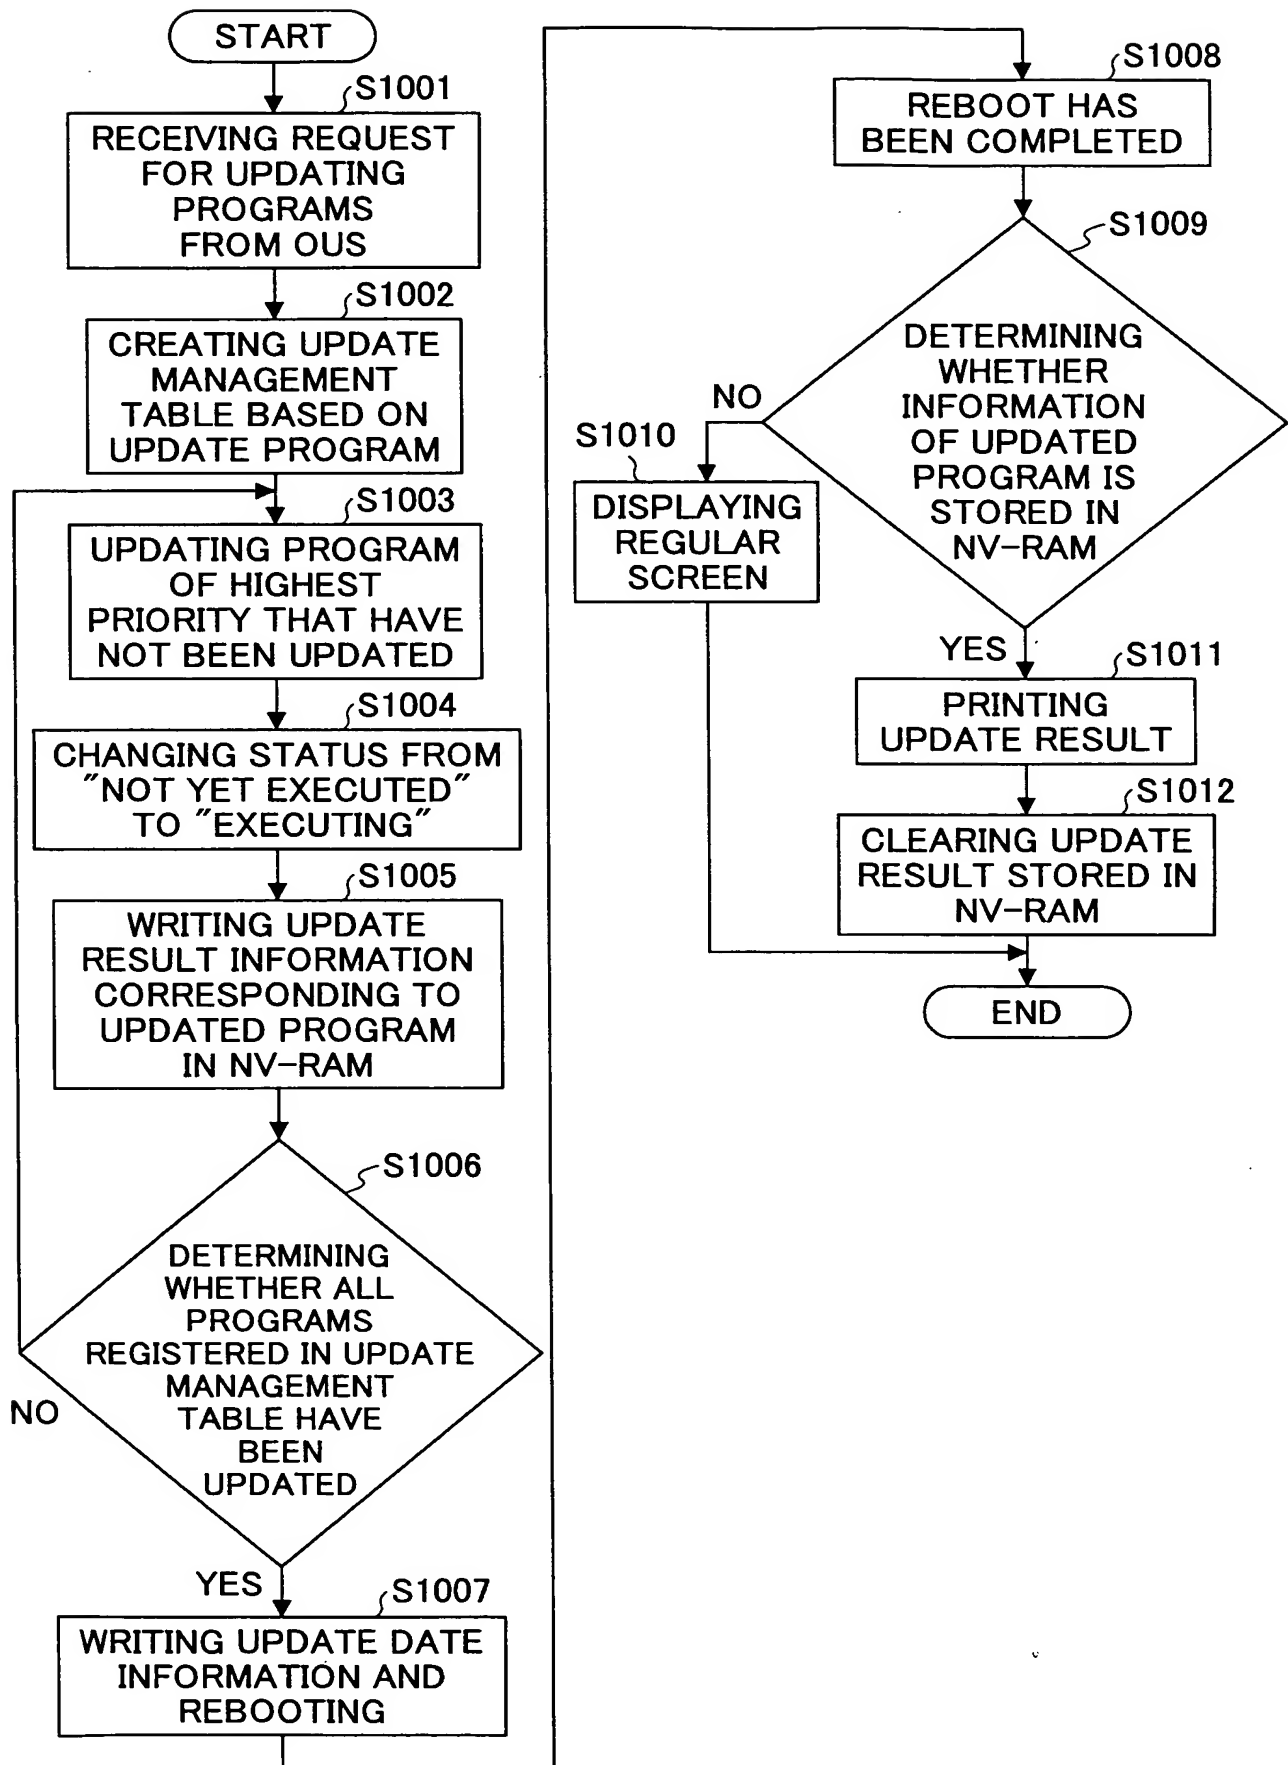 START
S1001
RECEIVING REQUEST
FOR UPDATING
PROGRAMS
FROM OUS
S1002
CREATING UPDATE
MANAGEMENT
TABLE BASED ON
UPDATE PROGRAM
S1003
UPDATING PROGRAM
OF HIGHEST
PRIORITY THAT HAVE
NOT BEEN UPDATED
S1004
CHANGING STATUS FROM
"NOT YET EXECUTED"
TO "EXECUTING"
S1005
WRITING UPDATE
RESULT INFORMATION
CORRESPONDING TO
UPDATED PROGRAM
IN NV-RAM
S1006
DETERMINING
WHETHER ALL
PROGRAMS
REGISTERED IN UPDATE
MANAGEMENT
TABLE HAVE
BEEN
UPDATED
NO
YES
S1007
WRITING UPDATE DATE
INFORMATION AND
REBOOTING
S1008
REBOOT HAS
BEEN COMPLETED
S1009
DETERMINING
WHETHER
INFORMATION
OF UPDATED
PROGRAM IS
STORED IN
NV-RAM
NO
S1010
DISPLAYING
REGULAR
SCREEN
YES
S1011
PRINTING
UPDATE RESULT
S1012
CLEARING UPDATE
RESULT STORED IN
NV-RAM
END